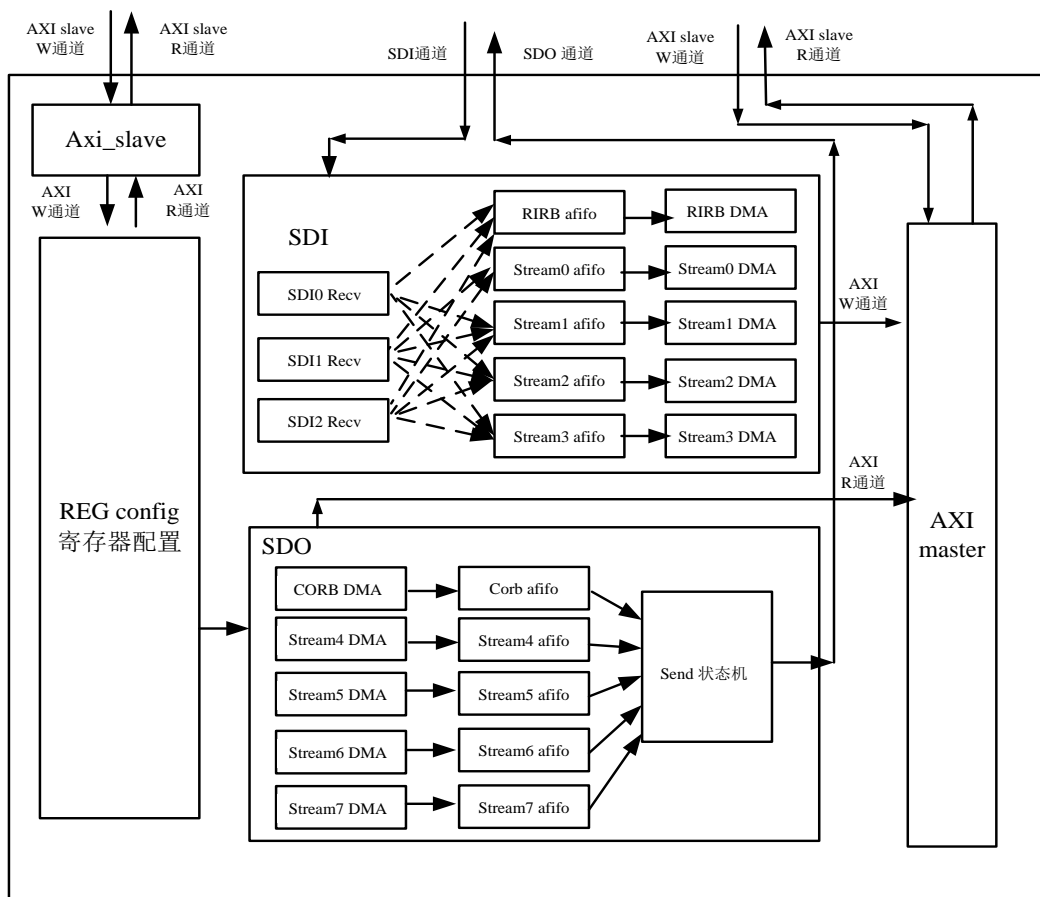 AXI slave
W通道
AXI slave
R通道
SDI通道
SDO 通道
AXI slave
W通道
AXI slave
R通道
Axi_slave
AXI
W通道
AXI
R通道
REG config
寄存器配置
SDI
SDI0 Recv
SDI1 Recv
SDI2 Recv
RIRB afifo
RIRB DMA
Stream0 afifo
Stream0 DMA
Stream1 afifo
Stream1 DMA
Stream2 afifo
Stream2 DMA
Stream3 afifo
Stream3 DMA
AXI
W通道
AXI
R通道
AXI
master
SDO
CORB DMA
Corb afifo
Stream4 DMA
Stream4 afifo
Stream5 DMA
Stream5 afifo
Stream6 DMA
Stream6 afifo
Stream7 DMA
Stream7 afifo
Send 状态机